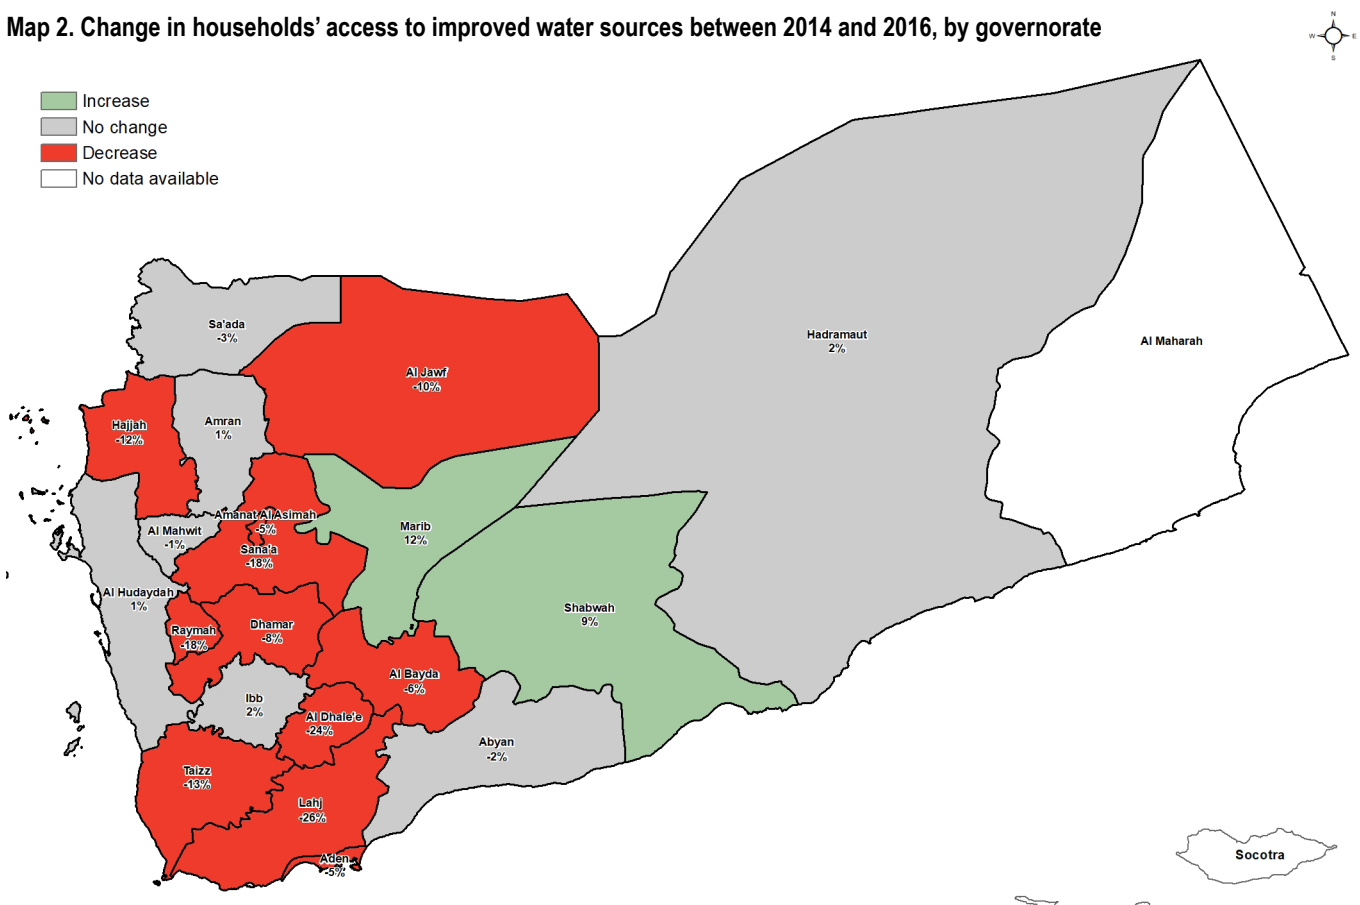 Map 2. Change in households’ access to improved water sources between 2014 and 2016, by governorate
N
W
E
S
Increase
No change
Decrease
No data available
Sa'ada
-3%
Hadramaut
2%
Al Maharah
Al Jawf
-10%
Hajjah
-12%
Amran
1%
Amanat Al Asimah
-5%
Marib
12%
Al Mahwit
-1%
Sana'a
-18%
Al Hudaydah
1%
Shabwah
9%
Raymah
-18%
Dhamar
-8%
Al Bayda
-6%
Ibb
2%
Al Dhale'e
-24%
Abyan
-2%
Taizz
-13%
Lahj
-26%
Aden
-5%
Socotra